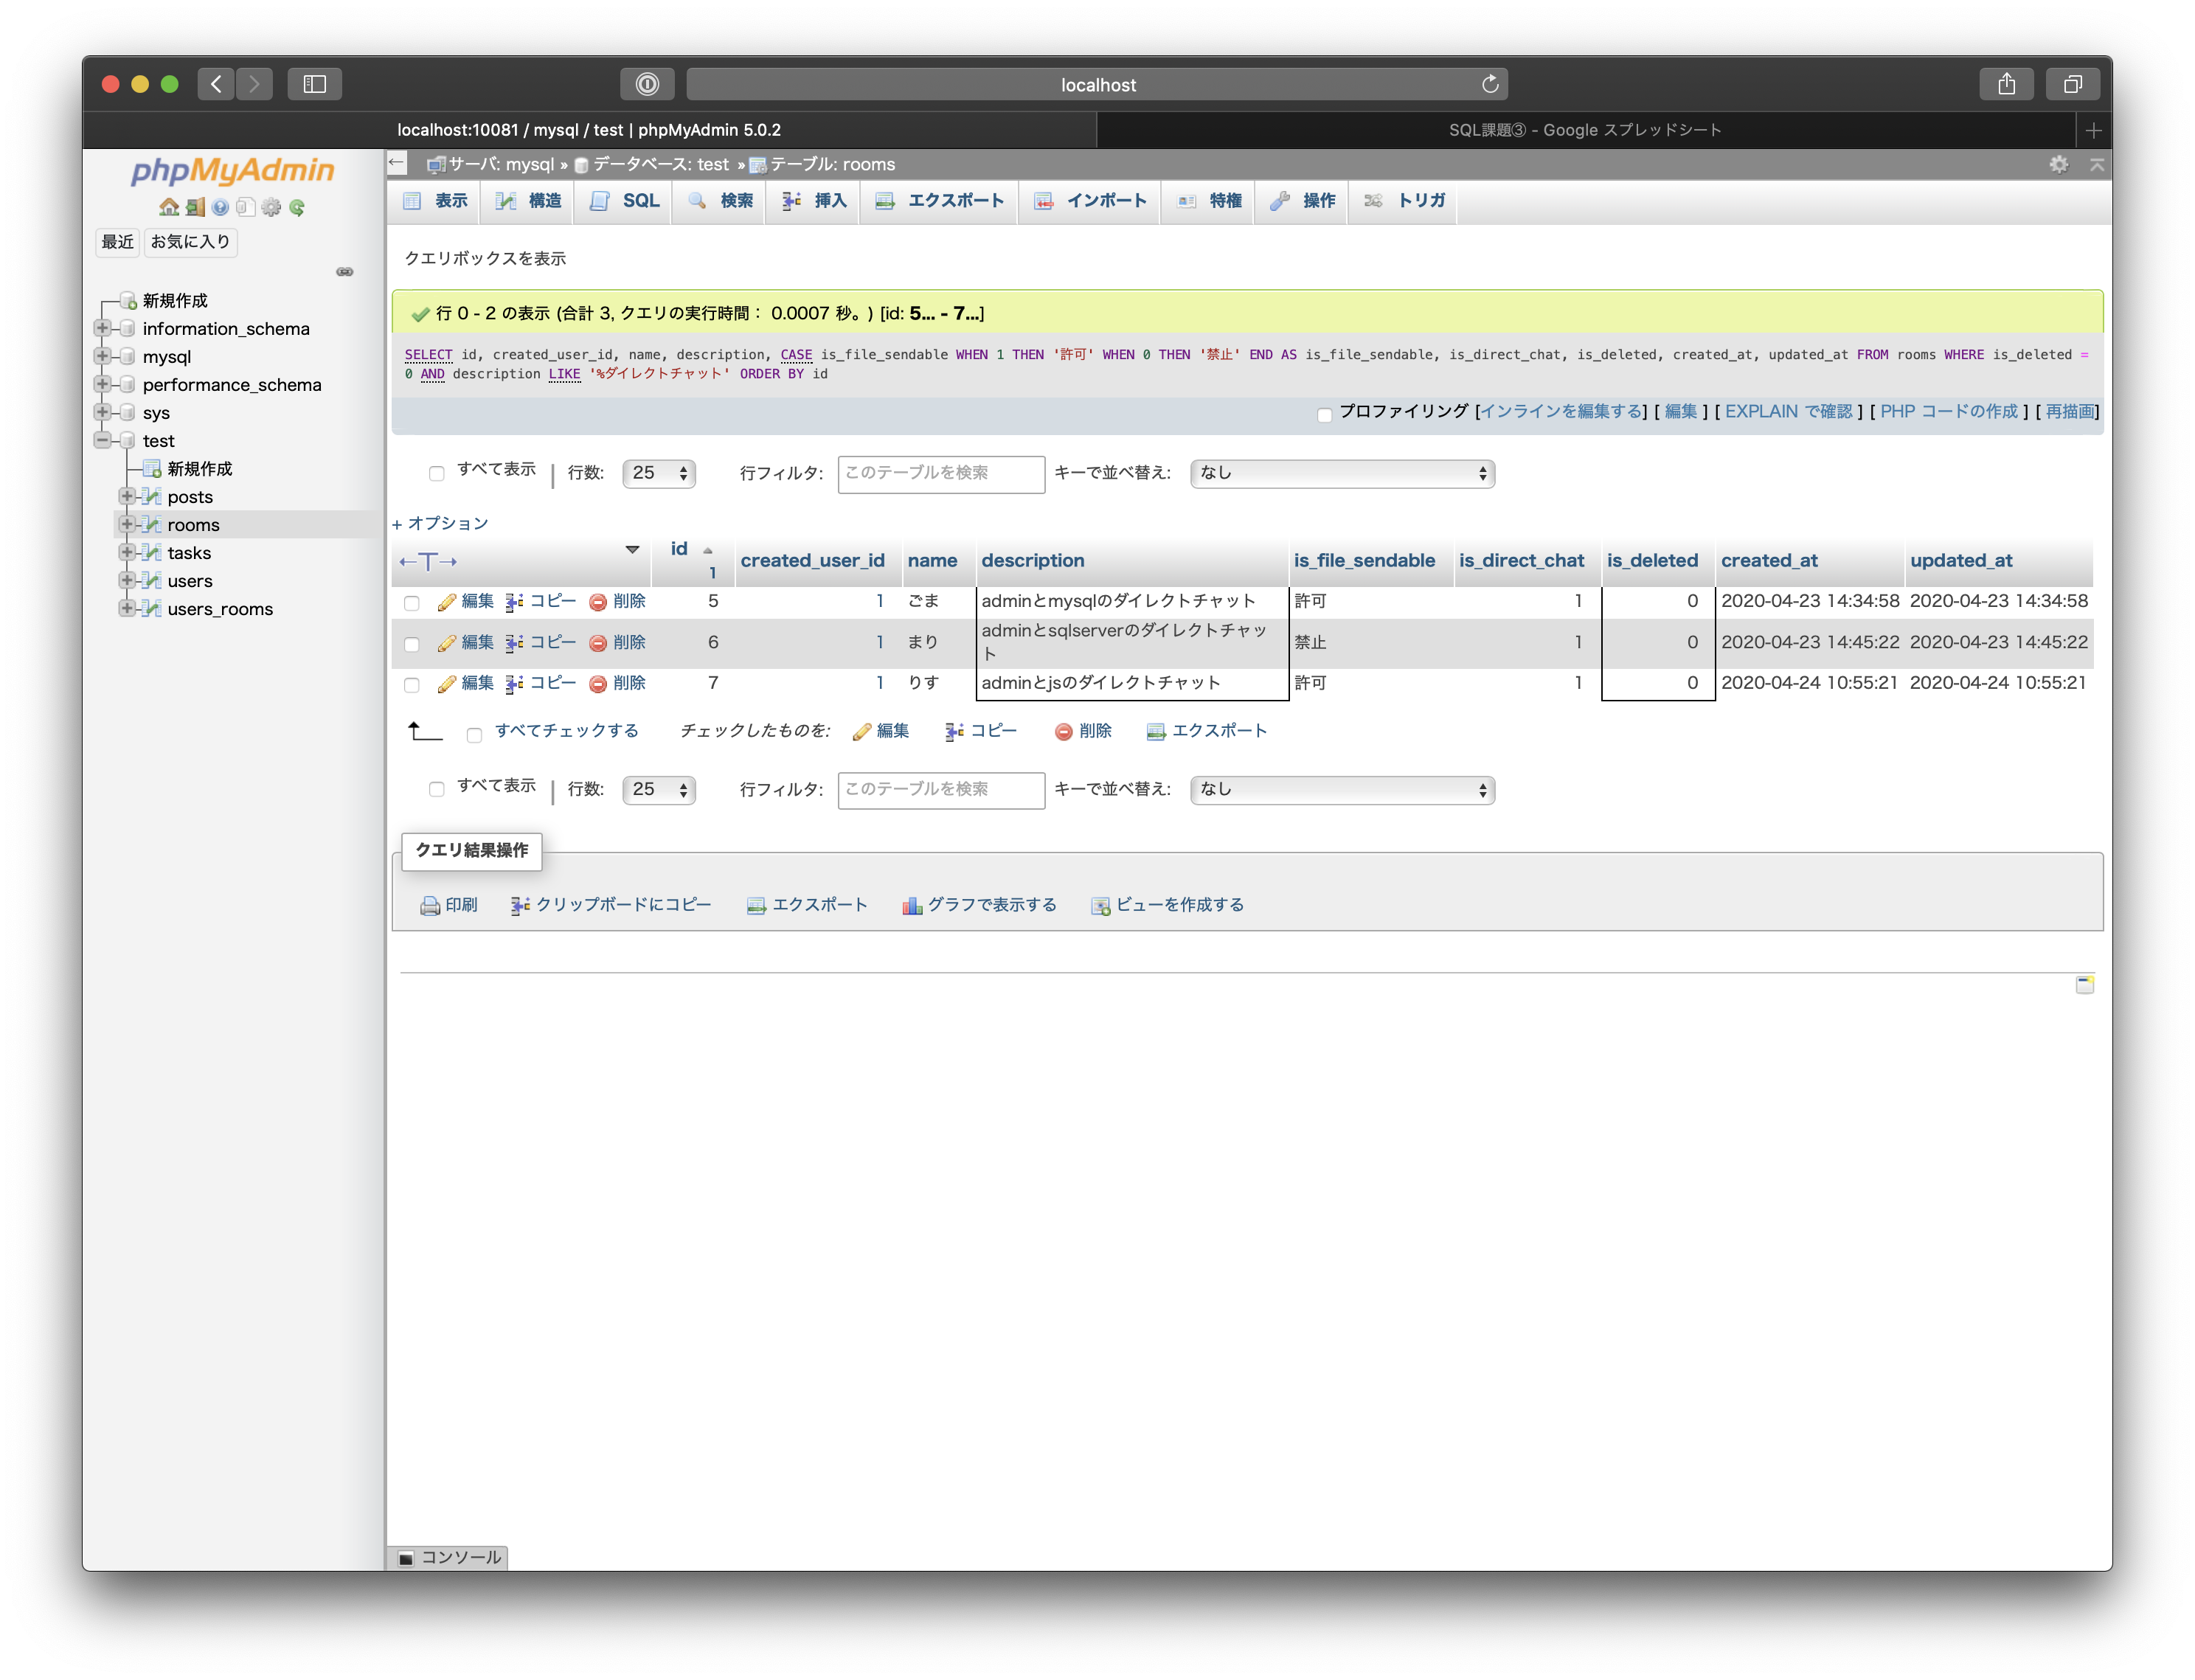 localhost
localhost:10081 / mysql / test | phpMyAdmin 5.0.2
SQL課題③ - Google スプレッドシート
phpMyAdmin
最近 お気に入り
新規作成
information_schema
mysql
performance_schema
sys
test
新規作成
posts
rooms
tasks
users
users_rooms
サーバ: mysql » データベース: test » テーブル: rooms
表示 構造 SQL 検索 挿入 エクスポート インポート 特権 操作 トリガ
クエリボックスを表示
行 0 - 2 の表示 (合計 3, クエリの実行時間： 0.0007 秒。) [id: 5... - 7...]
SELECT id, created_user_id, name, description, CASE is_file_sendable WHEN 1 THEN '許可' WHEN 0 THEN '禁止' END AS is_file_sendable, is_direct_chat, is_deleted, created_at, updated_at FROM rooms WHERE is_deleted =
0 AND description LIKE '%ダイレクトチャット' ORDER BY id
プロファイリング [インラインを編集する] [ 編集 ] [ EXPLAIN で確認 ] [ PHP コードの作成 ] [ 再描画]
すべて表示 | 行数: 25 行フィルタ: このテーブルを検索 キーで並べ替え: なし
+ オプション
←T→ id 1 created_user_id name description is_file_sendable is_direct_chat is_deleted created_at updated_at
編集 コピー 削除 5 1 ごま adminとmysqlのダイレクトチャット 許可 1 0 2020-04-23 14:34:58 2020-04-23 14:34:58
編集 コピー 削除 6 1 まり adminとsqlserverのダイレクトチャット 禁止 1 0 2020-04-23 14:45:22 2020-04-23 14:45:22
編集 コピー 削除 7 1 りす adminとjsのダイレクトチャット 許可 1 0 2020-04-24 10:55:21 2020-04-24 10:55:21
すべてチェックする チェックしたものを: 編集 コピー 削除 エクスポート
すべて表示 | 行数: 25 行フィルタ: このテーブルを検索 キーで並べ替え: なし
クエリ結果操作
印刷 クリップボードにコピー エクスポート グラフで表示する ビューを作成する
コンソール